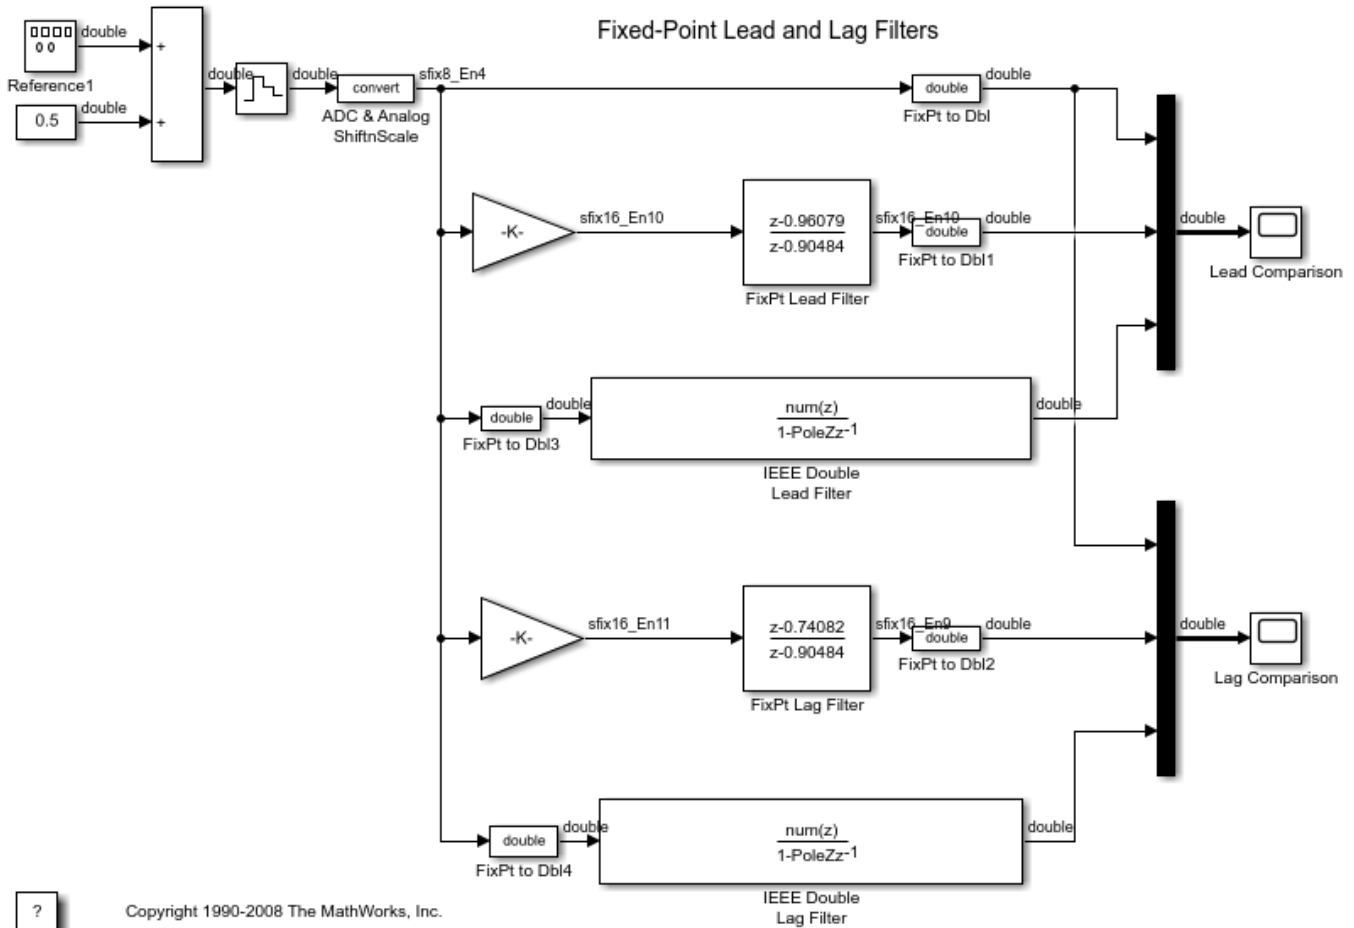 Fixed-Point Lead and Lag Filters
double
Reference1
+
double
0.5
+
double
double
convert
ADC & Analog
ShiftnScale
sfix8_En4
double
FixPt to Dbl
double
-K-
sfix16_En10
z-0.96079
z-0.90484
FixPt Lead Filter
sfix16_En10
double
FixPt to Dbl1
double
double
Lead Comparison
double
FixPt to Dbl3
double
num(z)
1-PoleZz-1
IEEE Double
Lead Filter
double
-K-
sfix16_En11
z-0.74082
z-0.90484
FixPt Lag Filter
sfix16_En9
double
FixPt to Dbl2
double
double
Lag Comparison
double
FixPt to Dbl4
double
num(z)
1-PoleZz-1
IEEE Double
Lag Filter
double
?
Copyright 1990-2008 The MathWorks, Inc.